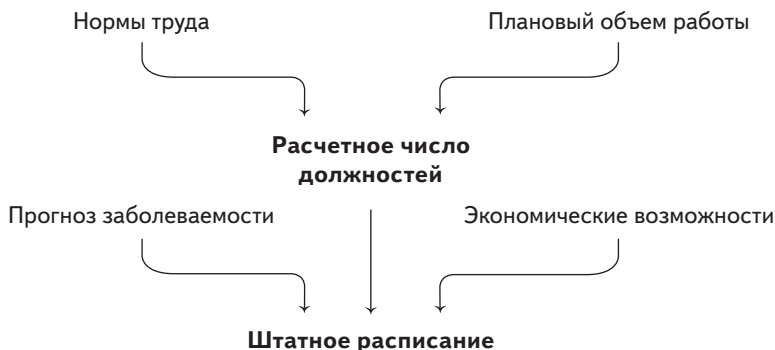 Нормы труда
Плановый объем работы
Расчетное число
должностей
Прогноз заболеваемости
Экономические возможности
Штатное расписание